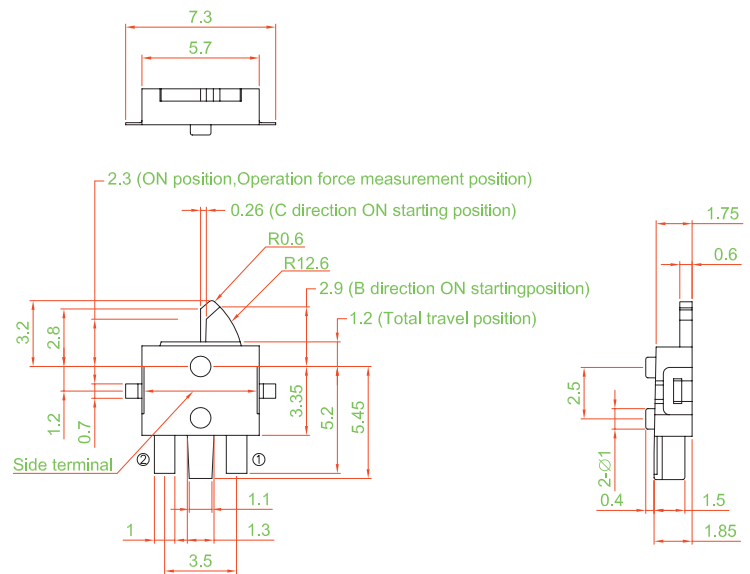 7.3
5.7
2.3 (ON position,Operation force measurement position)
0.26 (C direction ON starting position)
R0.6
R12.6
2.9 (B direction ON startingposition)
1.2 (Total travel position)
3.2
2.8
1.2
0.7
3.35
5.2
5.45
Side terminal
②
①
1.1
1
1.3
3.5
1.75
0.6
2.5
2-Ø1
0.4
1.5
1.85